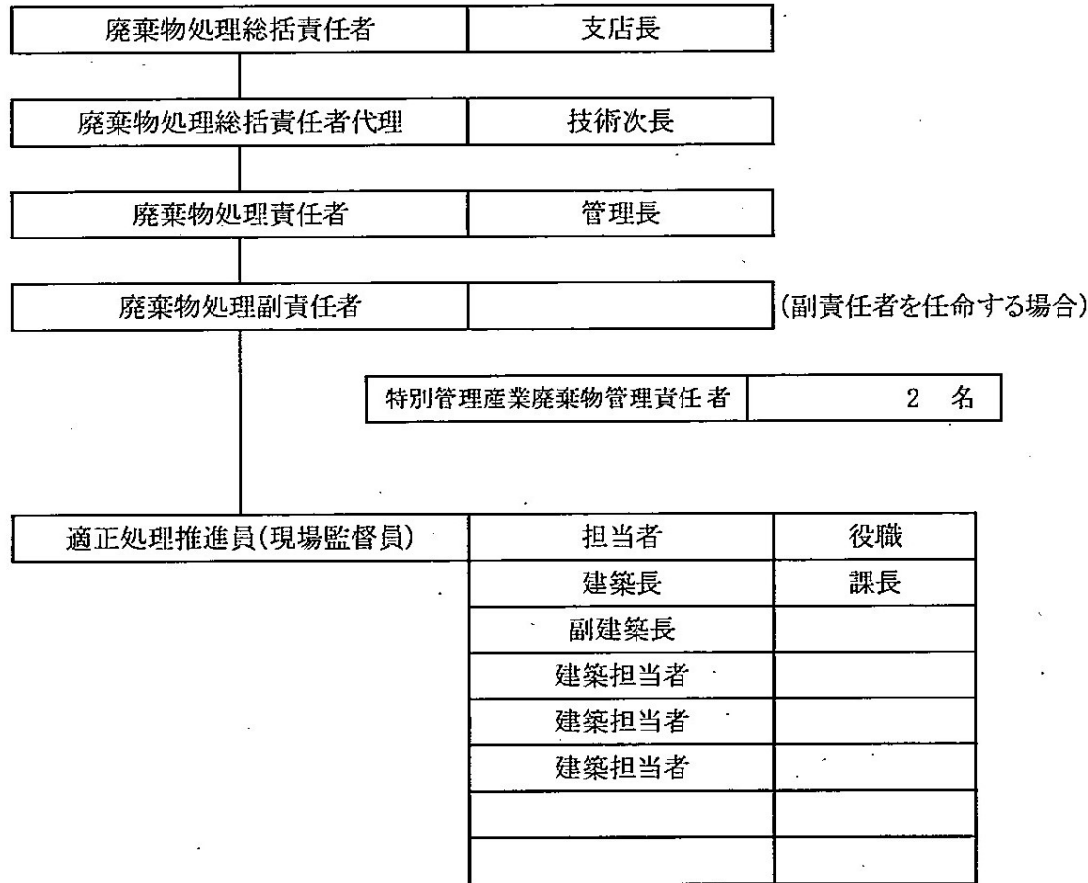 廃棄物処理総括責任者 支店長
廃棄物処理総括責任者代理 技術次長
廃棄物処理責任者 管理長
廃棄物処理副責任者 (副責任者を任命する場合)
特別管理産業廃棄物管理責任者 2 名
適正処理推進員(現場監督員) 担当者 役職
建築長 課長
副建築長
建築担当者
建築担当者
建築担当者